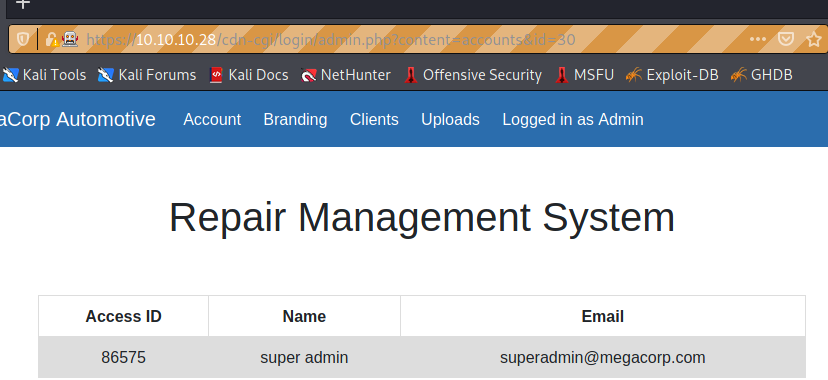 https://10.10.10.28/cdn-cgi/login/admin.php?content=accounts&id=30
Kali Tools Kali Forums Kali Docs NetHunter Offensive Security MSFU Exploit-DB GHDB
aCorp Automotive Account Branding Clients Uploads Logged in as Admin
Repair Management System
Access ID Name Email
86575 super admin superadmin@megacorp.com